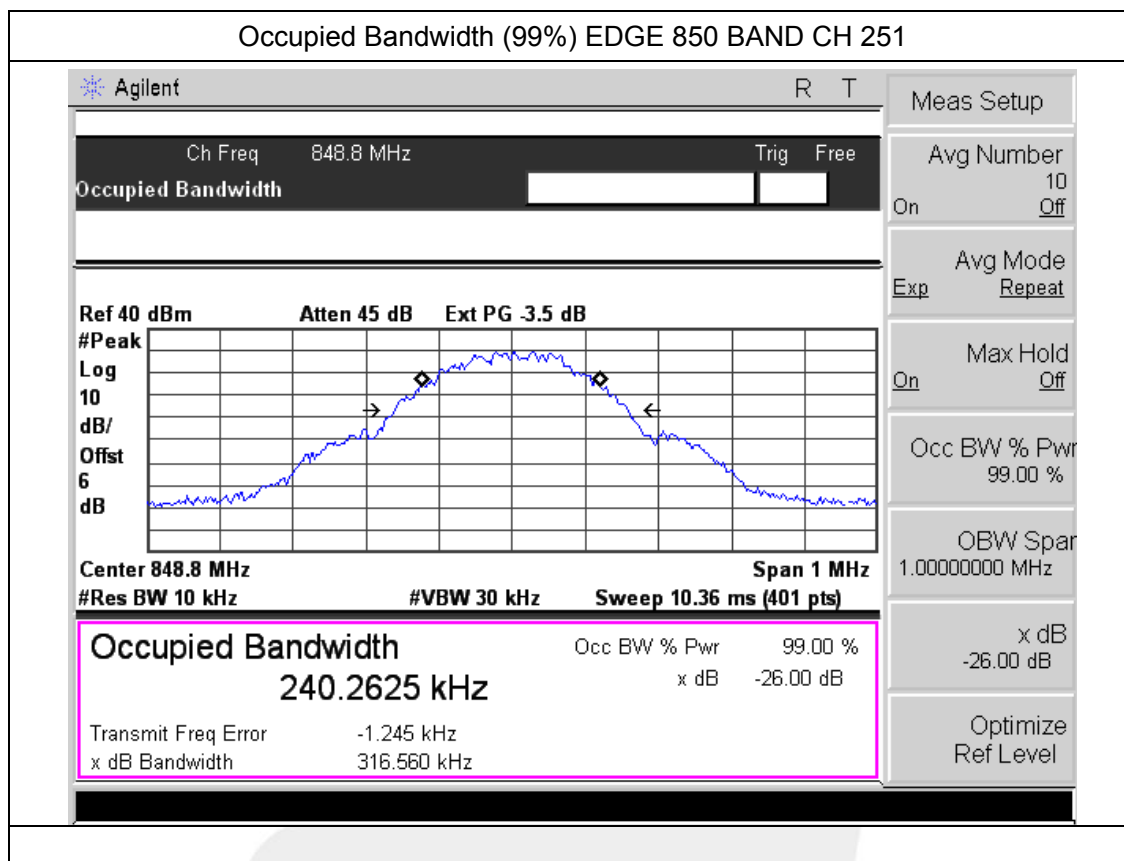 Occupied Bandwidth (99%) EDGE 850 BAND CH 251
Agilent R T
Ch Freq 848.8 MHz Trig Free
Occupied Bandwidth
Ref 40 dBm Atten 45 dB Ext PG -3.5 dB
#Peak
Log
10
dB/
Offst
6
dB
Center 848.8 MHz Span 1 MHz
#Res BW 10 kHz #VBW 30 kHz Sweep 10.36 ms (401 pts)
Occupied Bandwidth Occ BW % Pwr 99.00 %
240.2625 kHz x dB -26.00 dB
Transmit Freq Error -1.245 kHz
x dB Bandwidth 316.560 kHz
Meas Setup
Avg Number
10
On Off
Avg Mode
Exp Repeat
Max Hold
On Off
Occ BW % Pwr
99.00 %
OBW Span
1.00000000 MHz
x dB
-26.00 dB
Optimize
Ref Level